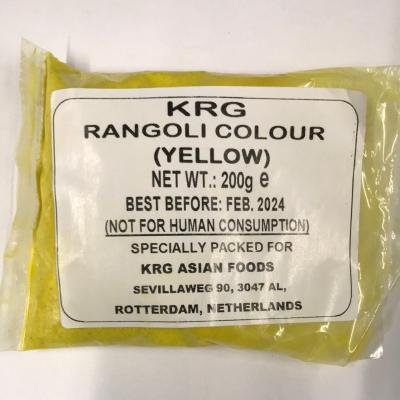 KRG
RANGOLI COLOUR
(YELLOW)
NET WT.: 200g ℮
BEST BEFORE: FEB. 2024
(NOT FOR HUMAN CONSUMPTION)
SPECIALLY PACKED FOR
KRG ASIAN FOODS
SEVILLAWEG 90, 3047 AL,
ROTTERDAM, NETHERLANDS